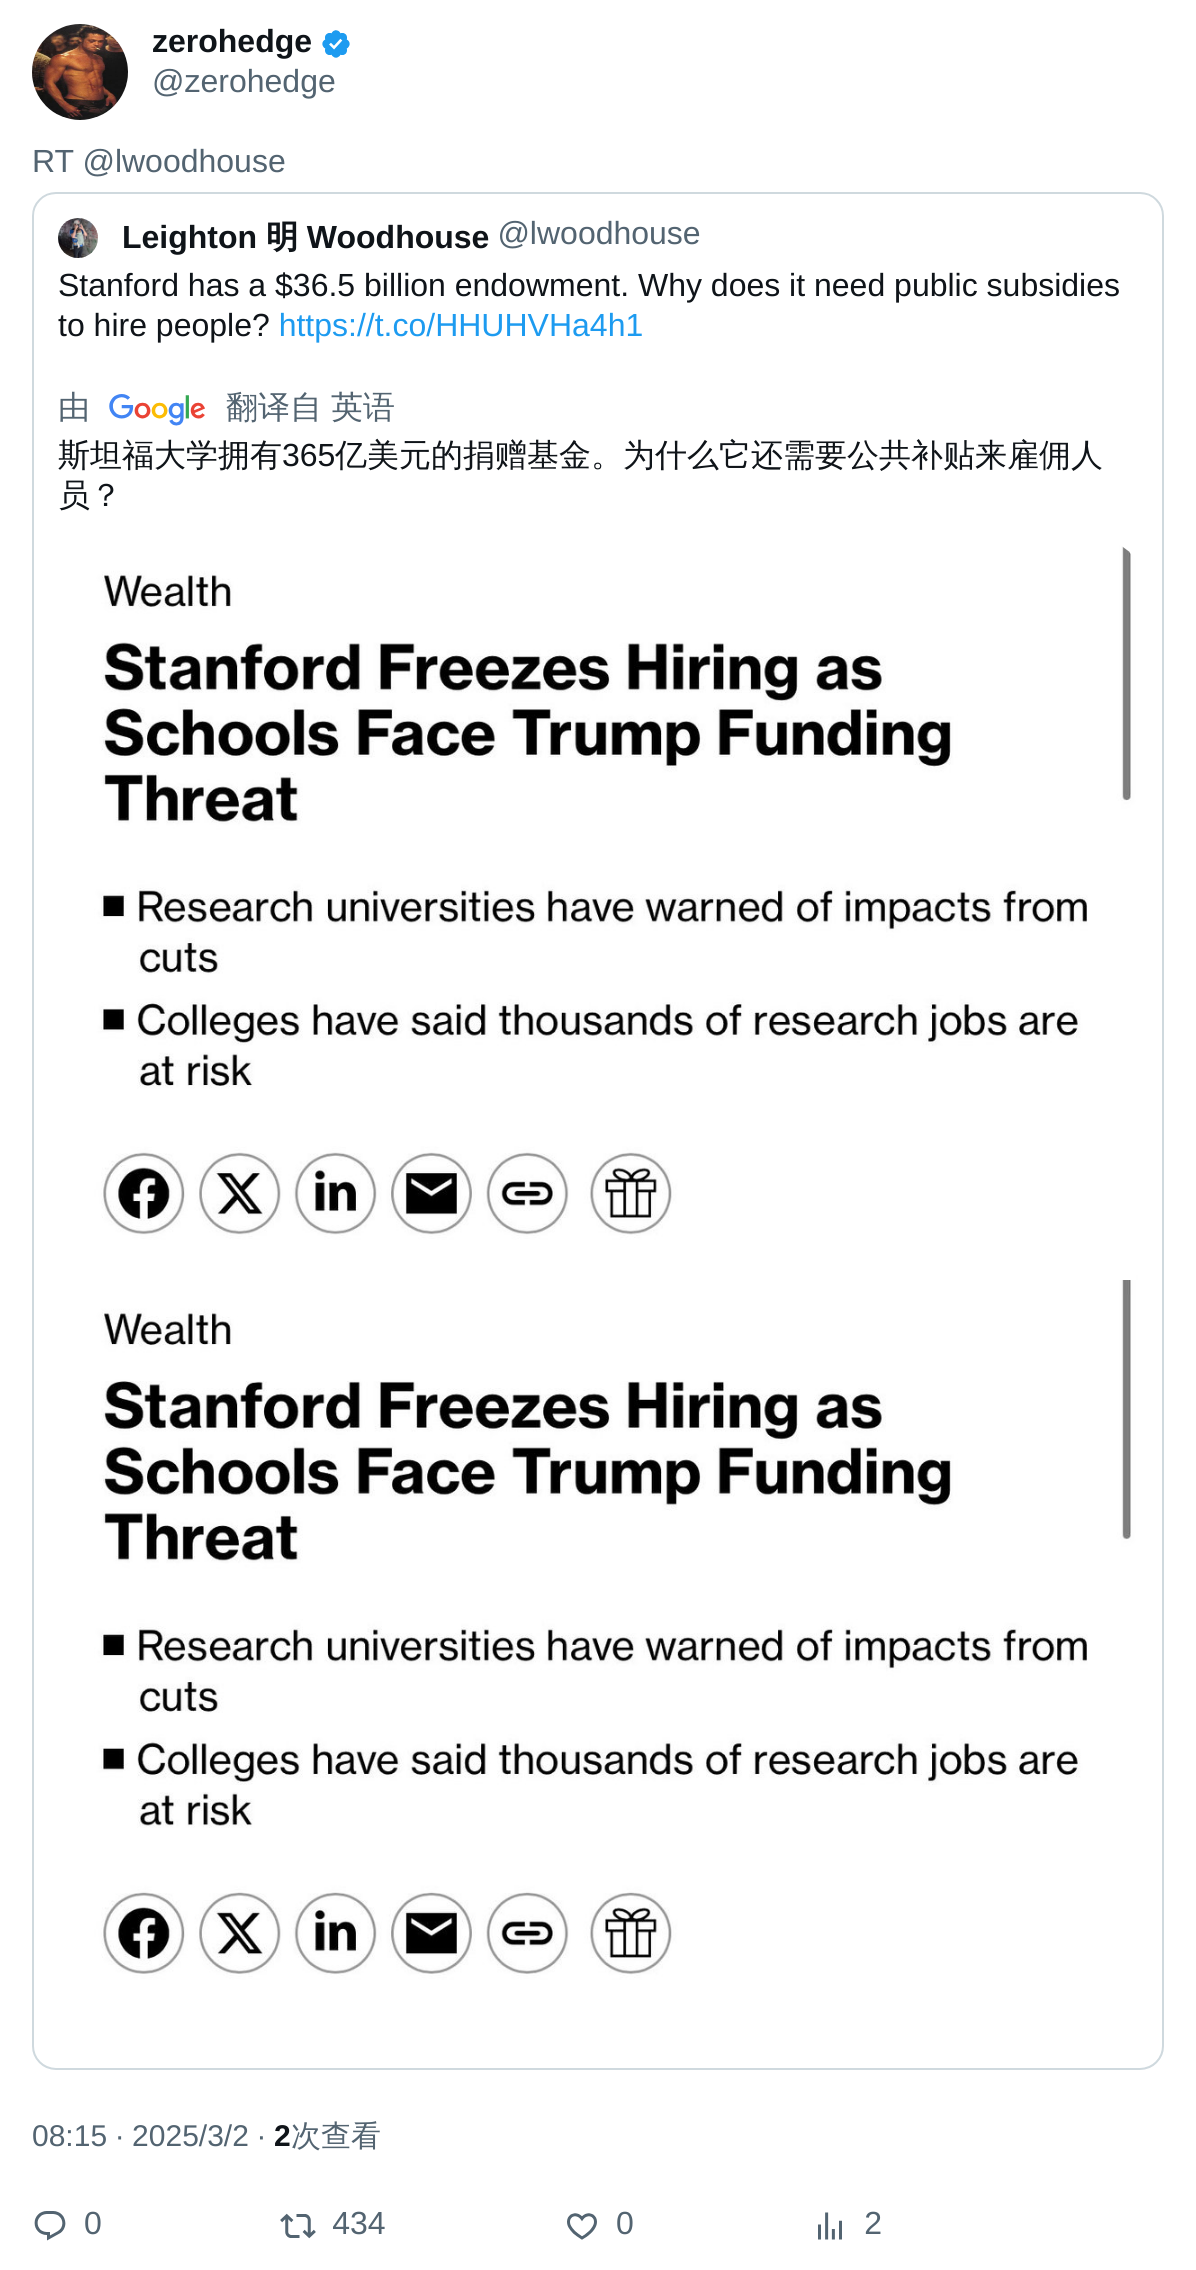 zerohedge
@zerohedge
RT @lwoodhouse
Leighton 明 Woodhouse @lwoodhouse
Stanford has a $36.5 billion endowment. Why does it need public subsidies
to hire people? https://t.co/HHUHVHa4h1
由 Google 翻译自 英语
斯坦福大学拥有365亿美元的捐赠基金。为什么它还需要公共补贴来雇佣人
员？
Wealth
Stanford Freezes Hiring as
Schools Face Trump Funding
Threat
■ Research universities have warned of impacts from
cuts
■ Colleges have said thousands of research jobs are
at risk
Wealth
Stanford Freezes Hiring as
Schools Face Trump Funding
Threat
■ Research universities have warned of impacts from
cuts
■ Colleges have said thousands of research jobs are
at risk
08:15 · 2025/3/2 · 2次查看
0 434 0 2